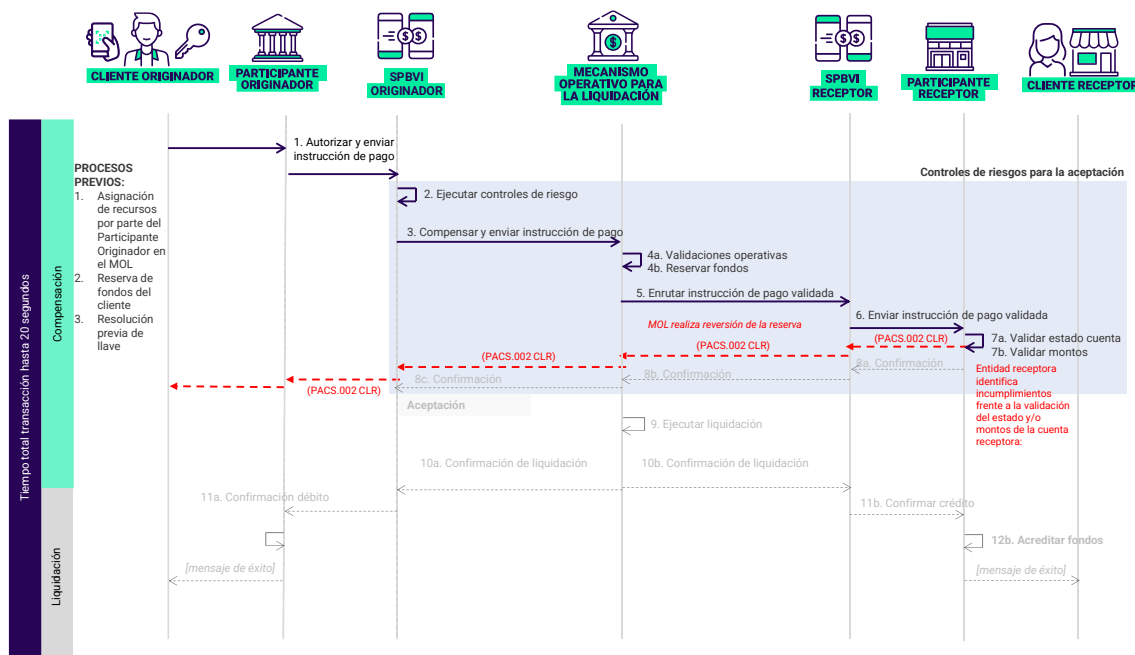 CLIENTE ORIGINADOR
PARTICIPANTE
ORIGINADOR
SPBVI
ORIGINADOR
MECANISMO
OPERATIVO PARA
LA LIQUIDACIÓN
SPBVI
RECEPTOR
PARTICIPANTE
RECEPTOR
CLIENTE RECEPTOR
Tiempo total transacción hasta 20 segundos
Compensación
Liquidación
PROCESOS
PREVIOS:
1. Asignación
de recursos
por parte del
Participante
Originador en
el MOL
2. Reserva de
fondos del
cliente
3. Resolución
previa de
llave
1. Autorizar y enviar
instrucción de pago
Controles de riesgos para la aceptación
2. Ejecutar controles de riesgo
3. Compensar y enviar instrucción de pago
4a. Validaciones operativas
4b. Reservar fondos
5. Enrutar instrucción de pago validada
6. Enviar instrucción de pago validada
MOL realiza reversión de la reserva
7a. Validar estado cuenta
7b. Validar montos
(PACS.002 CLR)
(PACS.002 CLR)
(PACS.002 CLR)
(PACS.002 CLR)
8a. Confirmación
8b. Confirmación
8c. Confirmación
Entidad receptora
identifica
incumplimientos
frente a la validación
del estado y/o
montos de la cuenta
receptora:
Aceptación
9. Ejecutar liquidación
10a. Confirmación de liquidación
10b. Confirmación de liquidación
11a. Confirmación débito
11b. Confirmar crédito
12b. Acreditar fondos
[mensaje de éxito]
[mensaje de éxito]